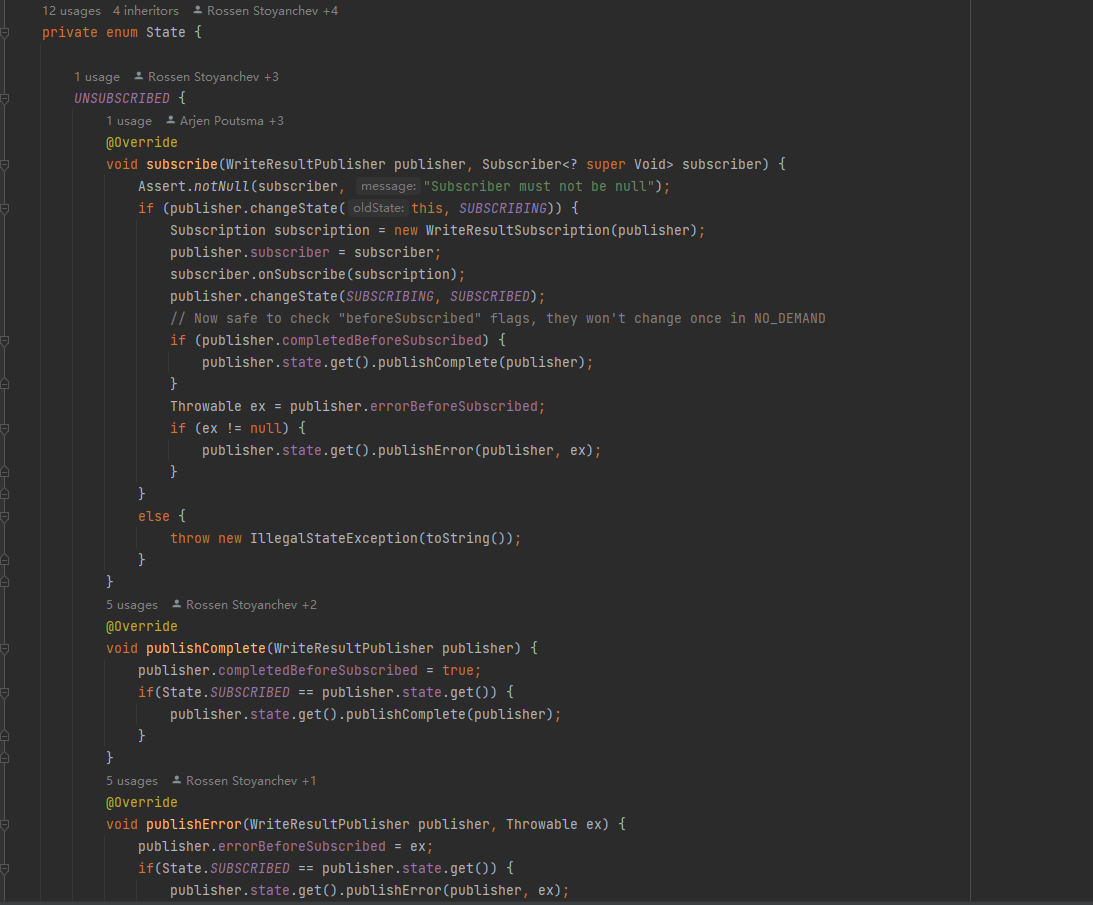 12 usages 4 inheritors Rossen Stoyanchev +4
private enum State {
1 usage Rossen Stoyanchev +3
UNSUBSCRIBED {
1 usage Arjen Poutsma +3
@Override
void subscribe(WriteResultPublisher publisher, Subscriber<? super Void> subscriber) {
Assert.notNull(subscriber, message: "Subscriber must not be null");
if (publisher.changeState( oldState: this, SUBSCRIBING)) {
Subscription subscription = new WriteResultSubscription(publisher);
publisher.subscriber = subscriber;
subscriber.onSubscribe(subscription);
publisher.changeState(SUBSCRIBING, SUBSCRIBED);
// Now safe to check "beforeSubscribed" flags, they won't change once in NO_DEMAND
if (publisher.completedBeforeSubscribed) {
publisher.state.get().publishComplete(publisher);
}
Throwable ex = publisher.errorBeforeSubscribed;
if (ex != null) {
publisher.state.get().publishError(publisher, ex);
}
}
else {
throw new IllegalStateException(toString());
}
}
5 usages Rossen Stoyanchev +2
@Override
void publishComplete(WriteResultPublisher publisher) {
publisher.completedBeforeSubscribed = true;
if(State.SUBSCRIBED == publisher.state.get()) {
publisher.state.get().publishComplete(publisher);
}
}
5 usages Rossen Stoyanchev +1
@Override
void publishError(WriteResultPublisher publisher, Throwable ex) {
publisher.errorBeforeSubscribed = ex;
if(State.SUBSCRIBED == publisher.state.get()) {
publisher.state.get().publishError(publisher, ex);